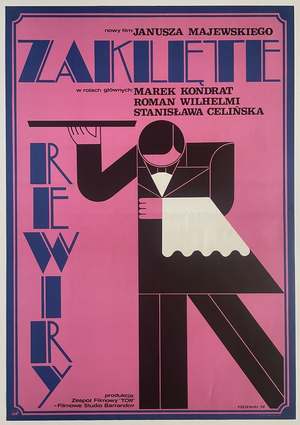 nowy film JANUSZA MAJEWSKIEGO
ZAKLĘTE
w rolach głównych: MAREK KONDRAT
ROMAN WILHELMI
STANISŁAWA CELIŃSKA
REWIRY
produkcja
Zespół Filmowy "TOR"
-Filmowe Studio Barrandov